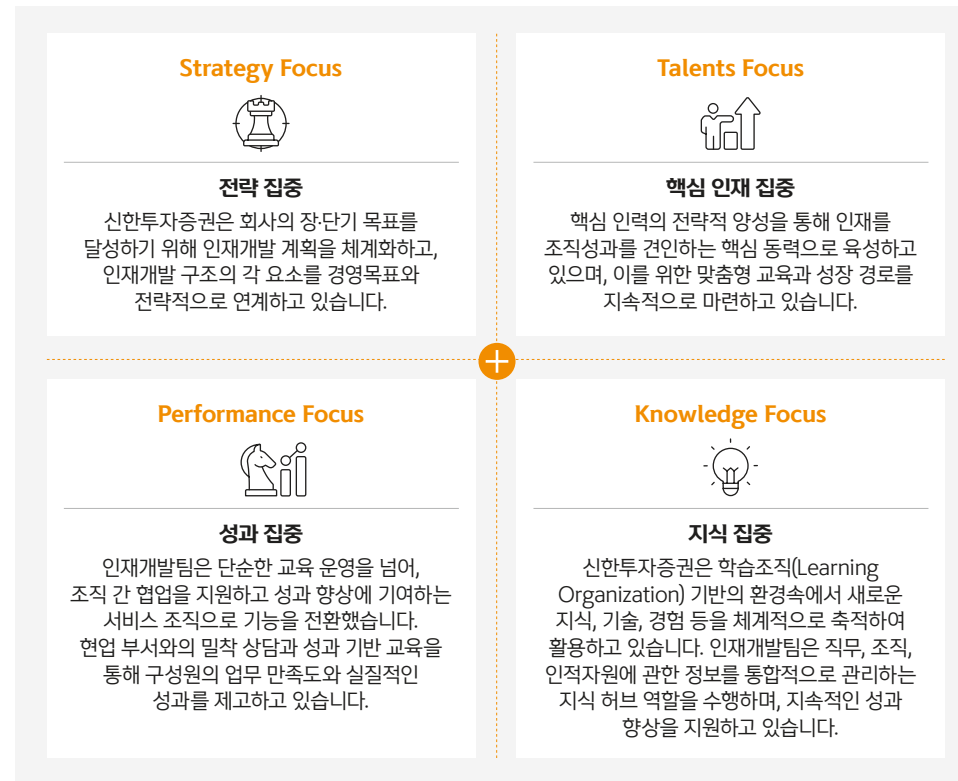 Strategy Focus
전략 집중
신한투자증권은 회사의 장·단기 목표를
달성하기 위해 인재개발 계획을 체계화하고,
인재개발 구조의 각 요소를 경영목표와
전략적으로 연계하고 있습니다.
Talents Focus
핵심 인재 집중
핵심 인력의 전략적 양성을 통해 인재를
조직성과를 견인하는 핵심 동력으로 육성하고
있으며, 이를 위한 맞춤형 교육과 성장 경로를
지속적으로 마련하고 있습니다.
Performance Focus
성과 집중
인재개발팀은 단순한 교육 운영을 넘어,
조직 간 협업을 지원하고 성과 향상에 기여하는
서비스 조직으로 기능을 전환했습니다.
현업 부서와의 밀착 상담과 성과 기반 교육을
통해 구성원의 업무 만족도와 실질적인
성과를 제고하고 있습니다.
Knowledge Focus
지식 집중
신한투자증권은 학습조직(Learning
Organization) 기반의 환경속에서 새로운
지식, 기술, 경험 등을 체계적으로 축적하여
활용하고 있습니다. 인재개발팀은 직무, 조직,
인적자원에 관한 정보를 통합적으로 관리하는
지식 허브 역할을 수행하며, 지속적인 성과
향상을 지원하고 있습니다.